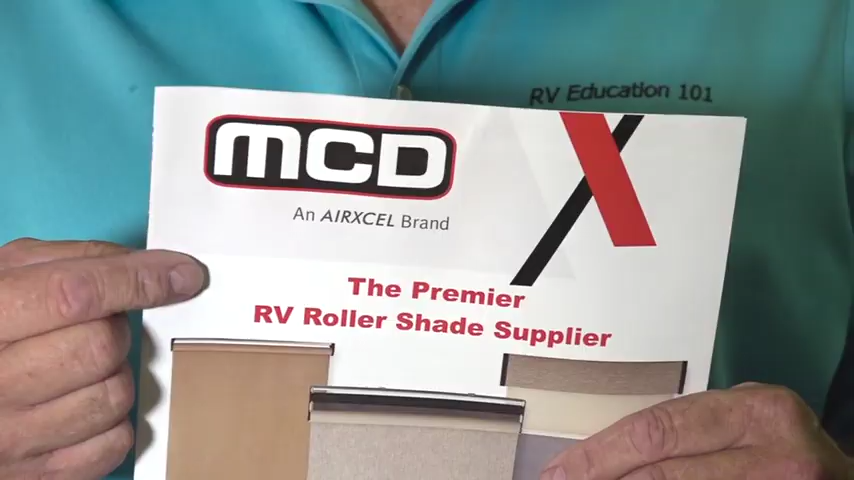 RV Education 101
MCD
An AIRXCEL Brand
The Premier
RV Roller Shade Supplier